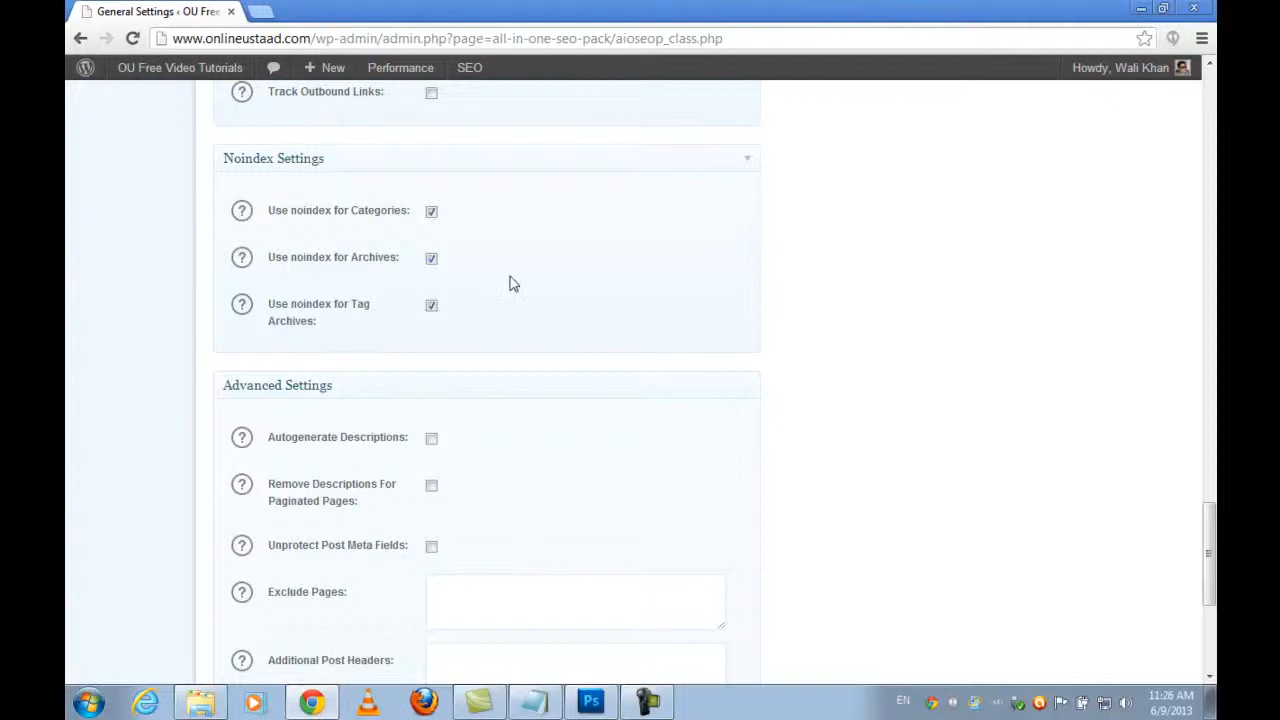 General Settings ‹ OU Fre
www.onlineustaad.com/wp-admin/admin.php?page=all-in-one-seo-pack/aioseop_class.php
OU Free Video Tutorials New Performance SEO Howdy, Wali Khan
? Track Outbound Links:
Noindex Settings
? Use noindex for Categories:
? Use noindex for Archives:
? Use noindex for Tag
Archives:
Advanced Settings
? Autogenerate Descriptions:
? Remove Descriptions For
Paginated Pages:
? Unprotect Post Meta Fields:
? Exclude Pages:
? Additional Post Headers:
Ps
EN
11:26 AM
6/9/2013